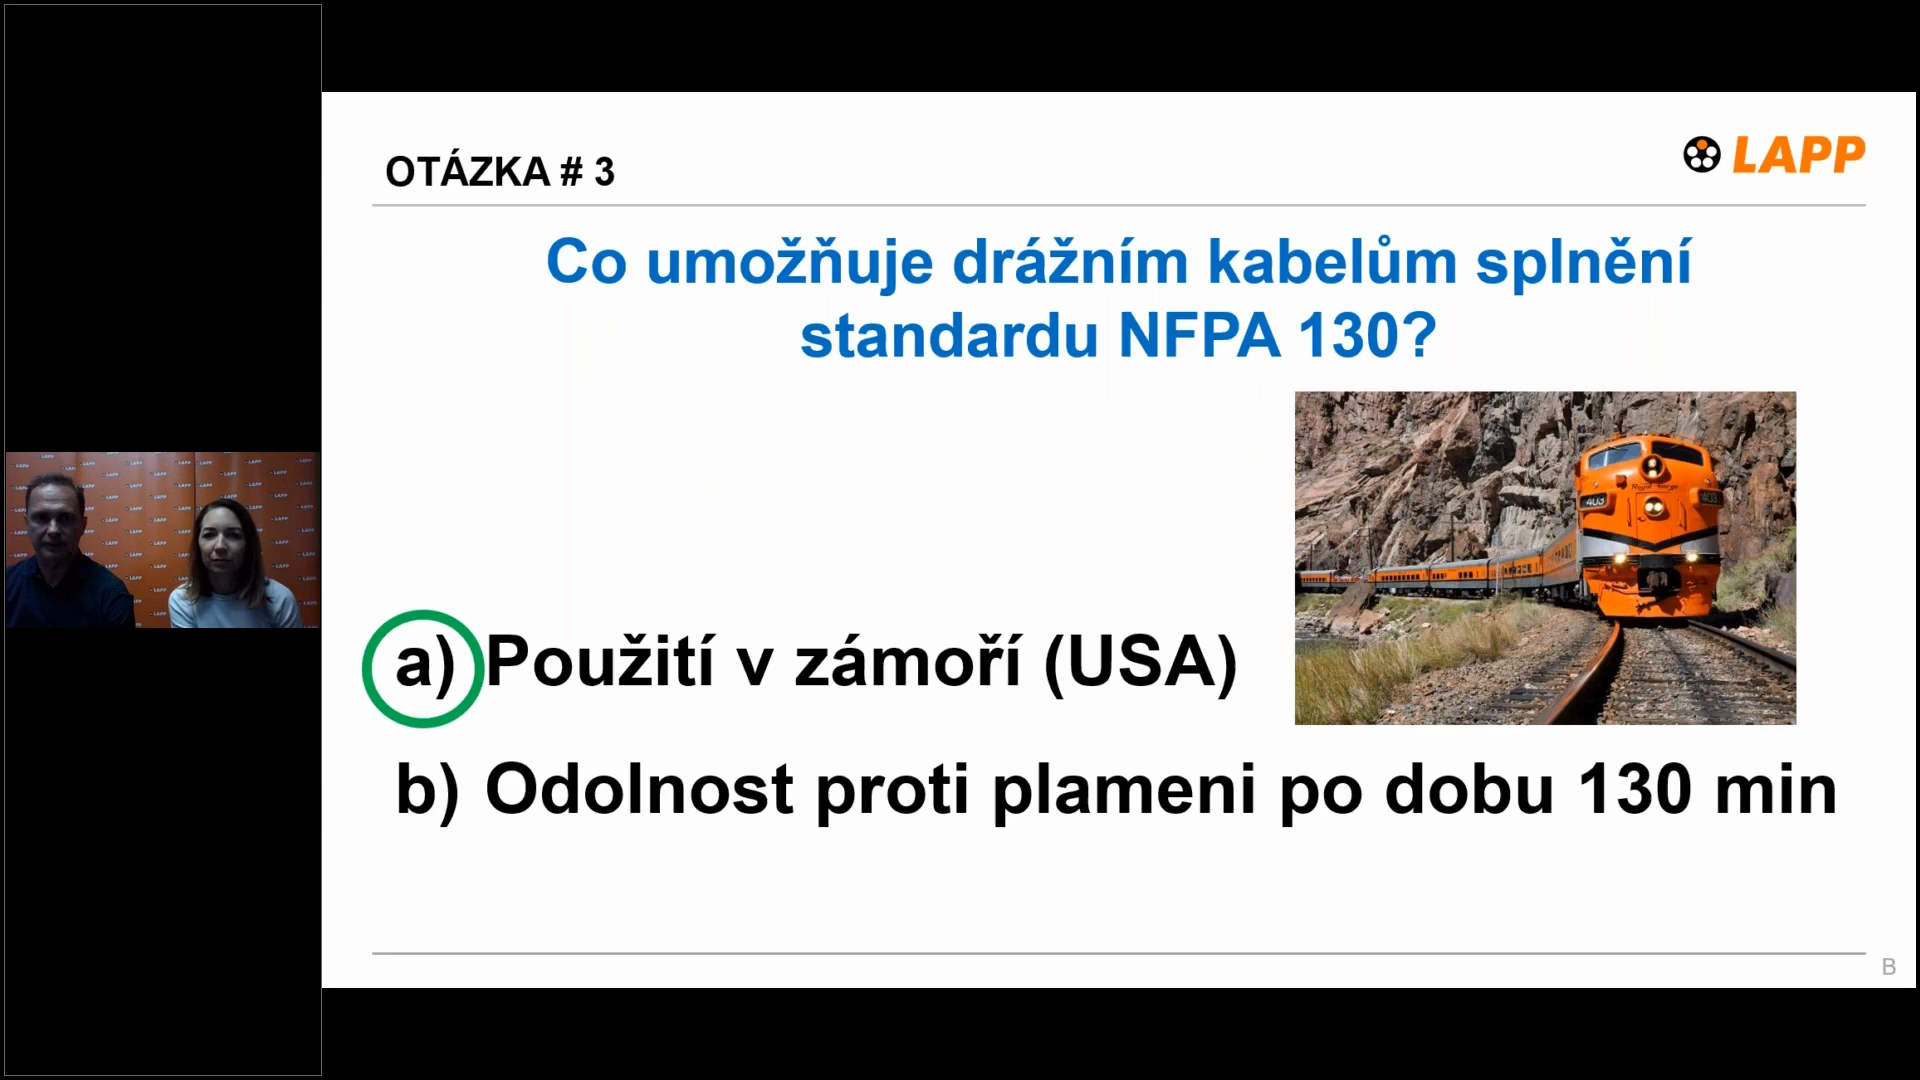 OTÁZKA # 3
LAPP
Co umožňuje drážním kabelům splnění
standardu NFPA 130?
403
a) Použití v zámoří (USA)
b) Odolnost proti plameni po dobu 130 min
B